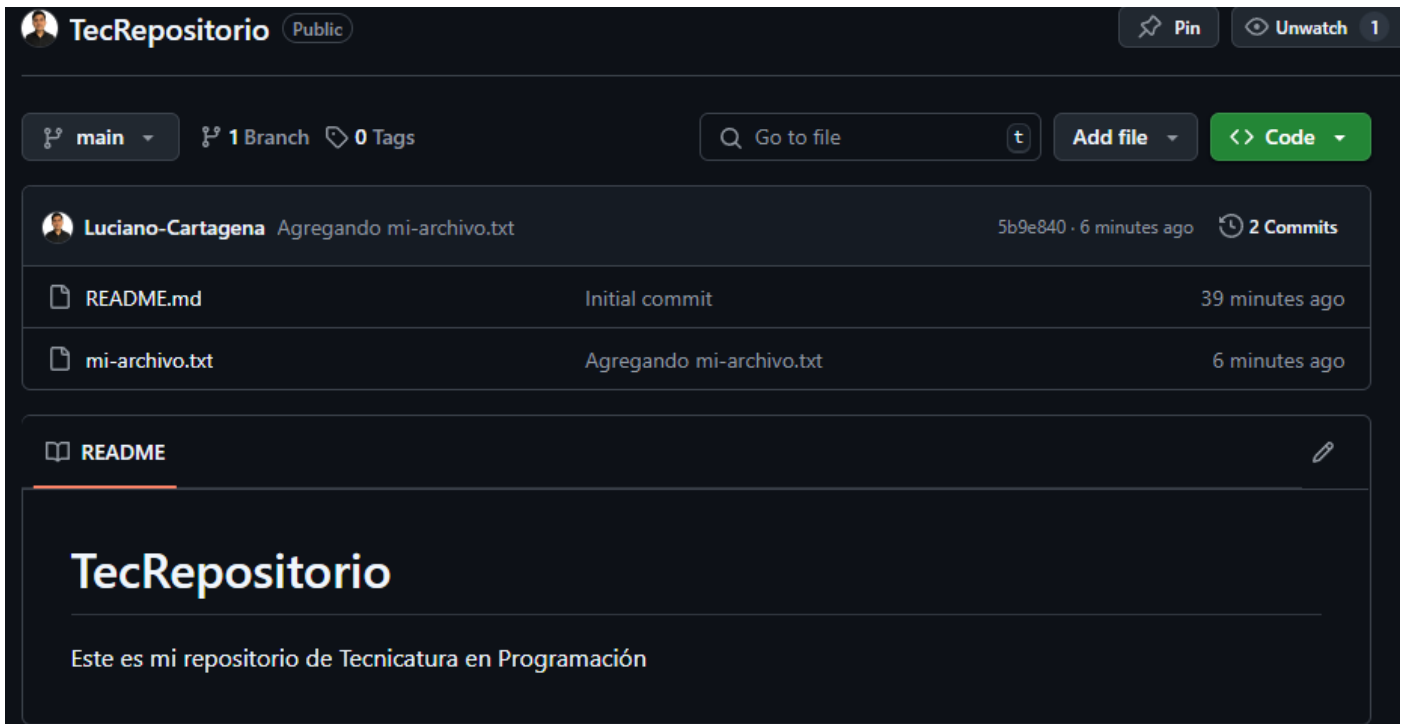 TecRepositorio Public Pin Unwatch 1
main 1 Branch 0 Tags Go to file t Add file Code
Luciano-Cartagena Agregando mi-archivo.txt 5b9e840 · 6 minutes ago 2 Commits
README.md Initial commit 39 minutes ago
mi-archivo.txt Agregando mi-archivo.txt 6 minutes ago
README
TecRepositorio
Este es mi repositorio de Tecnicatura en Programación